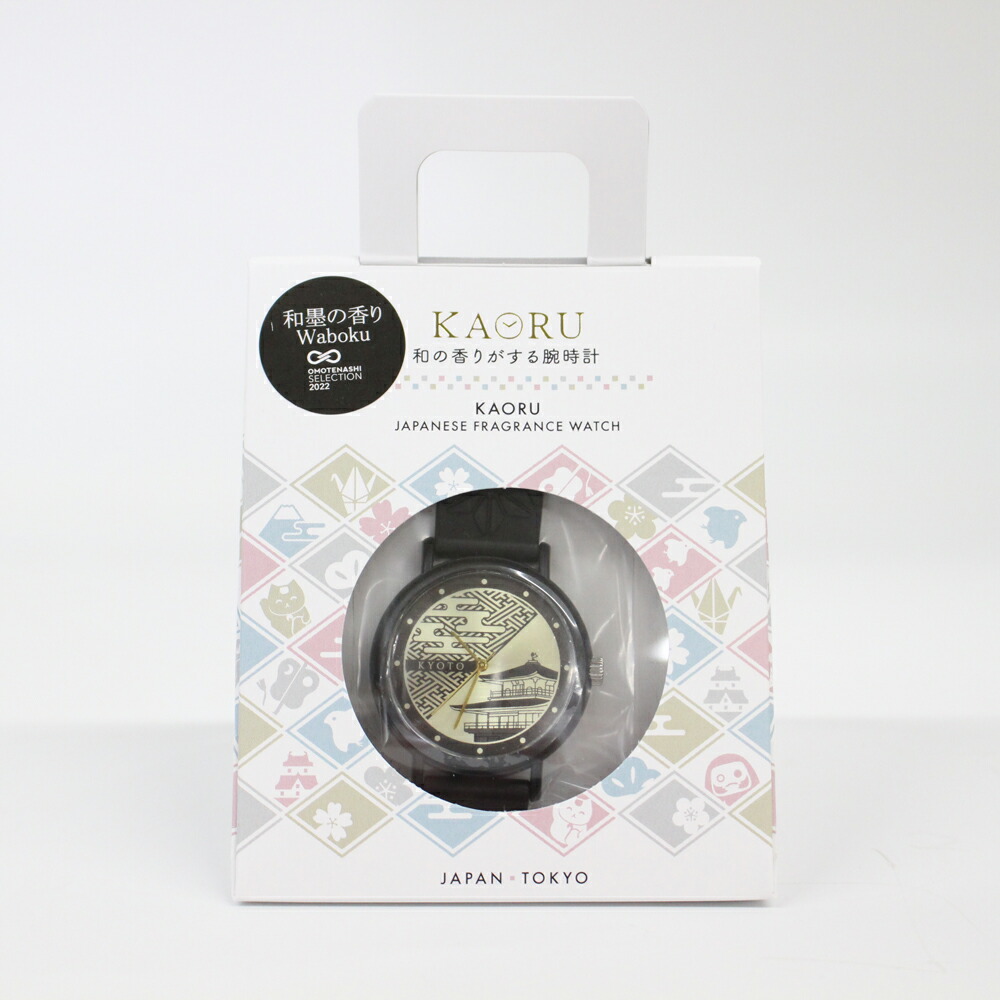 和墨の香り
Waboku
OMOTENASHI
SELECTION
2022
KAORU
和の香りがする腕時計
KAORU
JAPANESE FRAGRANCE WATCH
KYOTO
JAPAN TOKYO